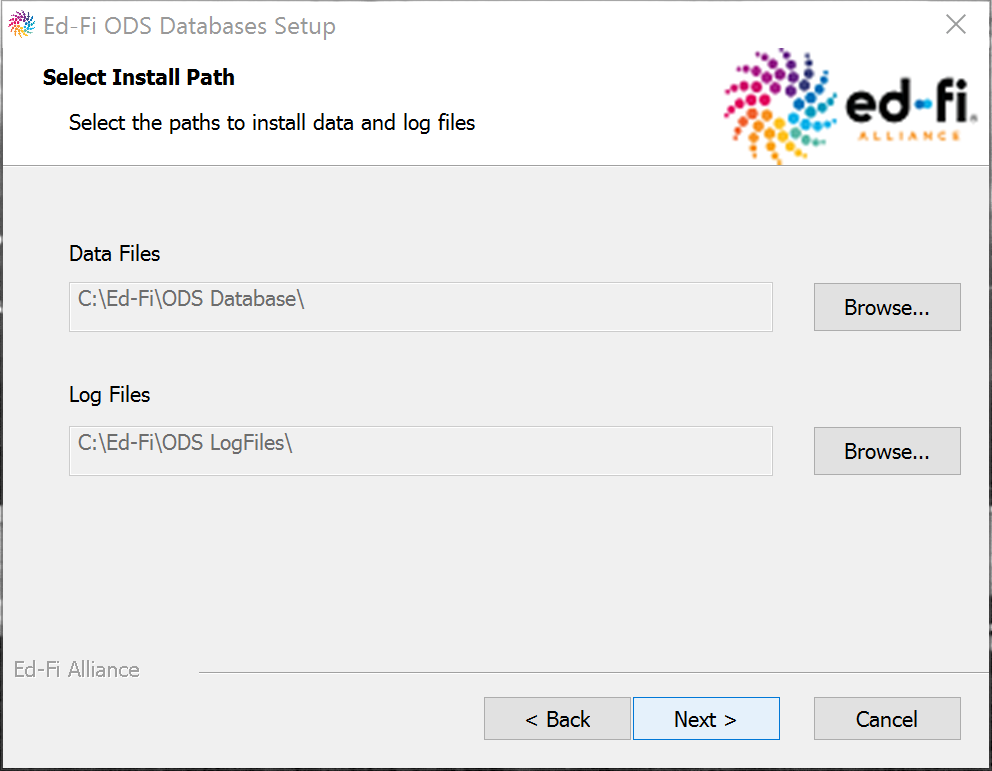 Ed-Fi ODS Databases Setup
Select Install Path
Select the paths to install data and log files
ed-fi®
ALLIANCE
Data Files
C:\Ed-Fi\ODS Database\
Browse...
Log Files
C:\Ed-Fi\ODS LogFiles\
Browse...
Ed-Fi Alliance
< Back
Next >
Cancel